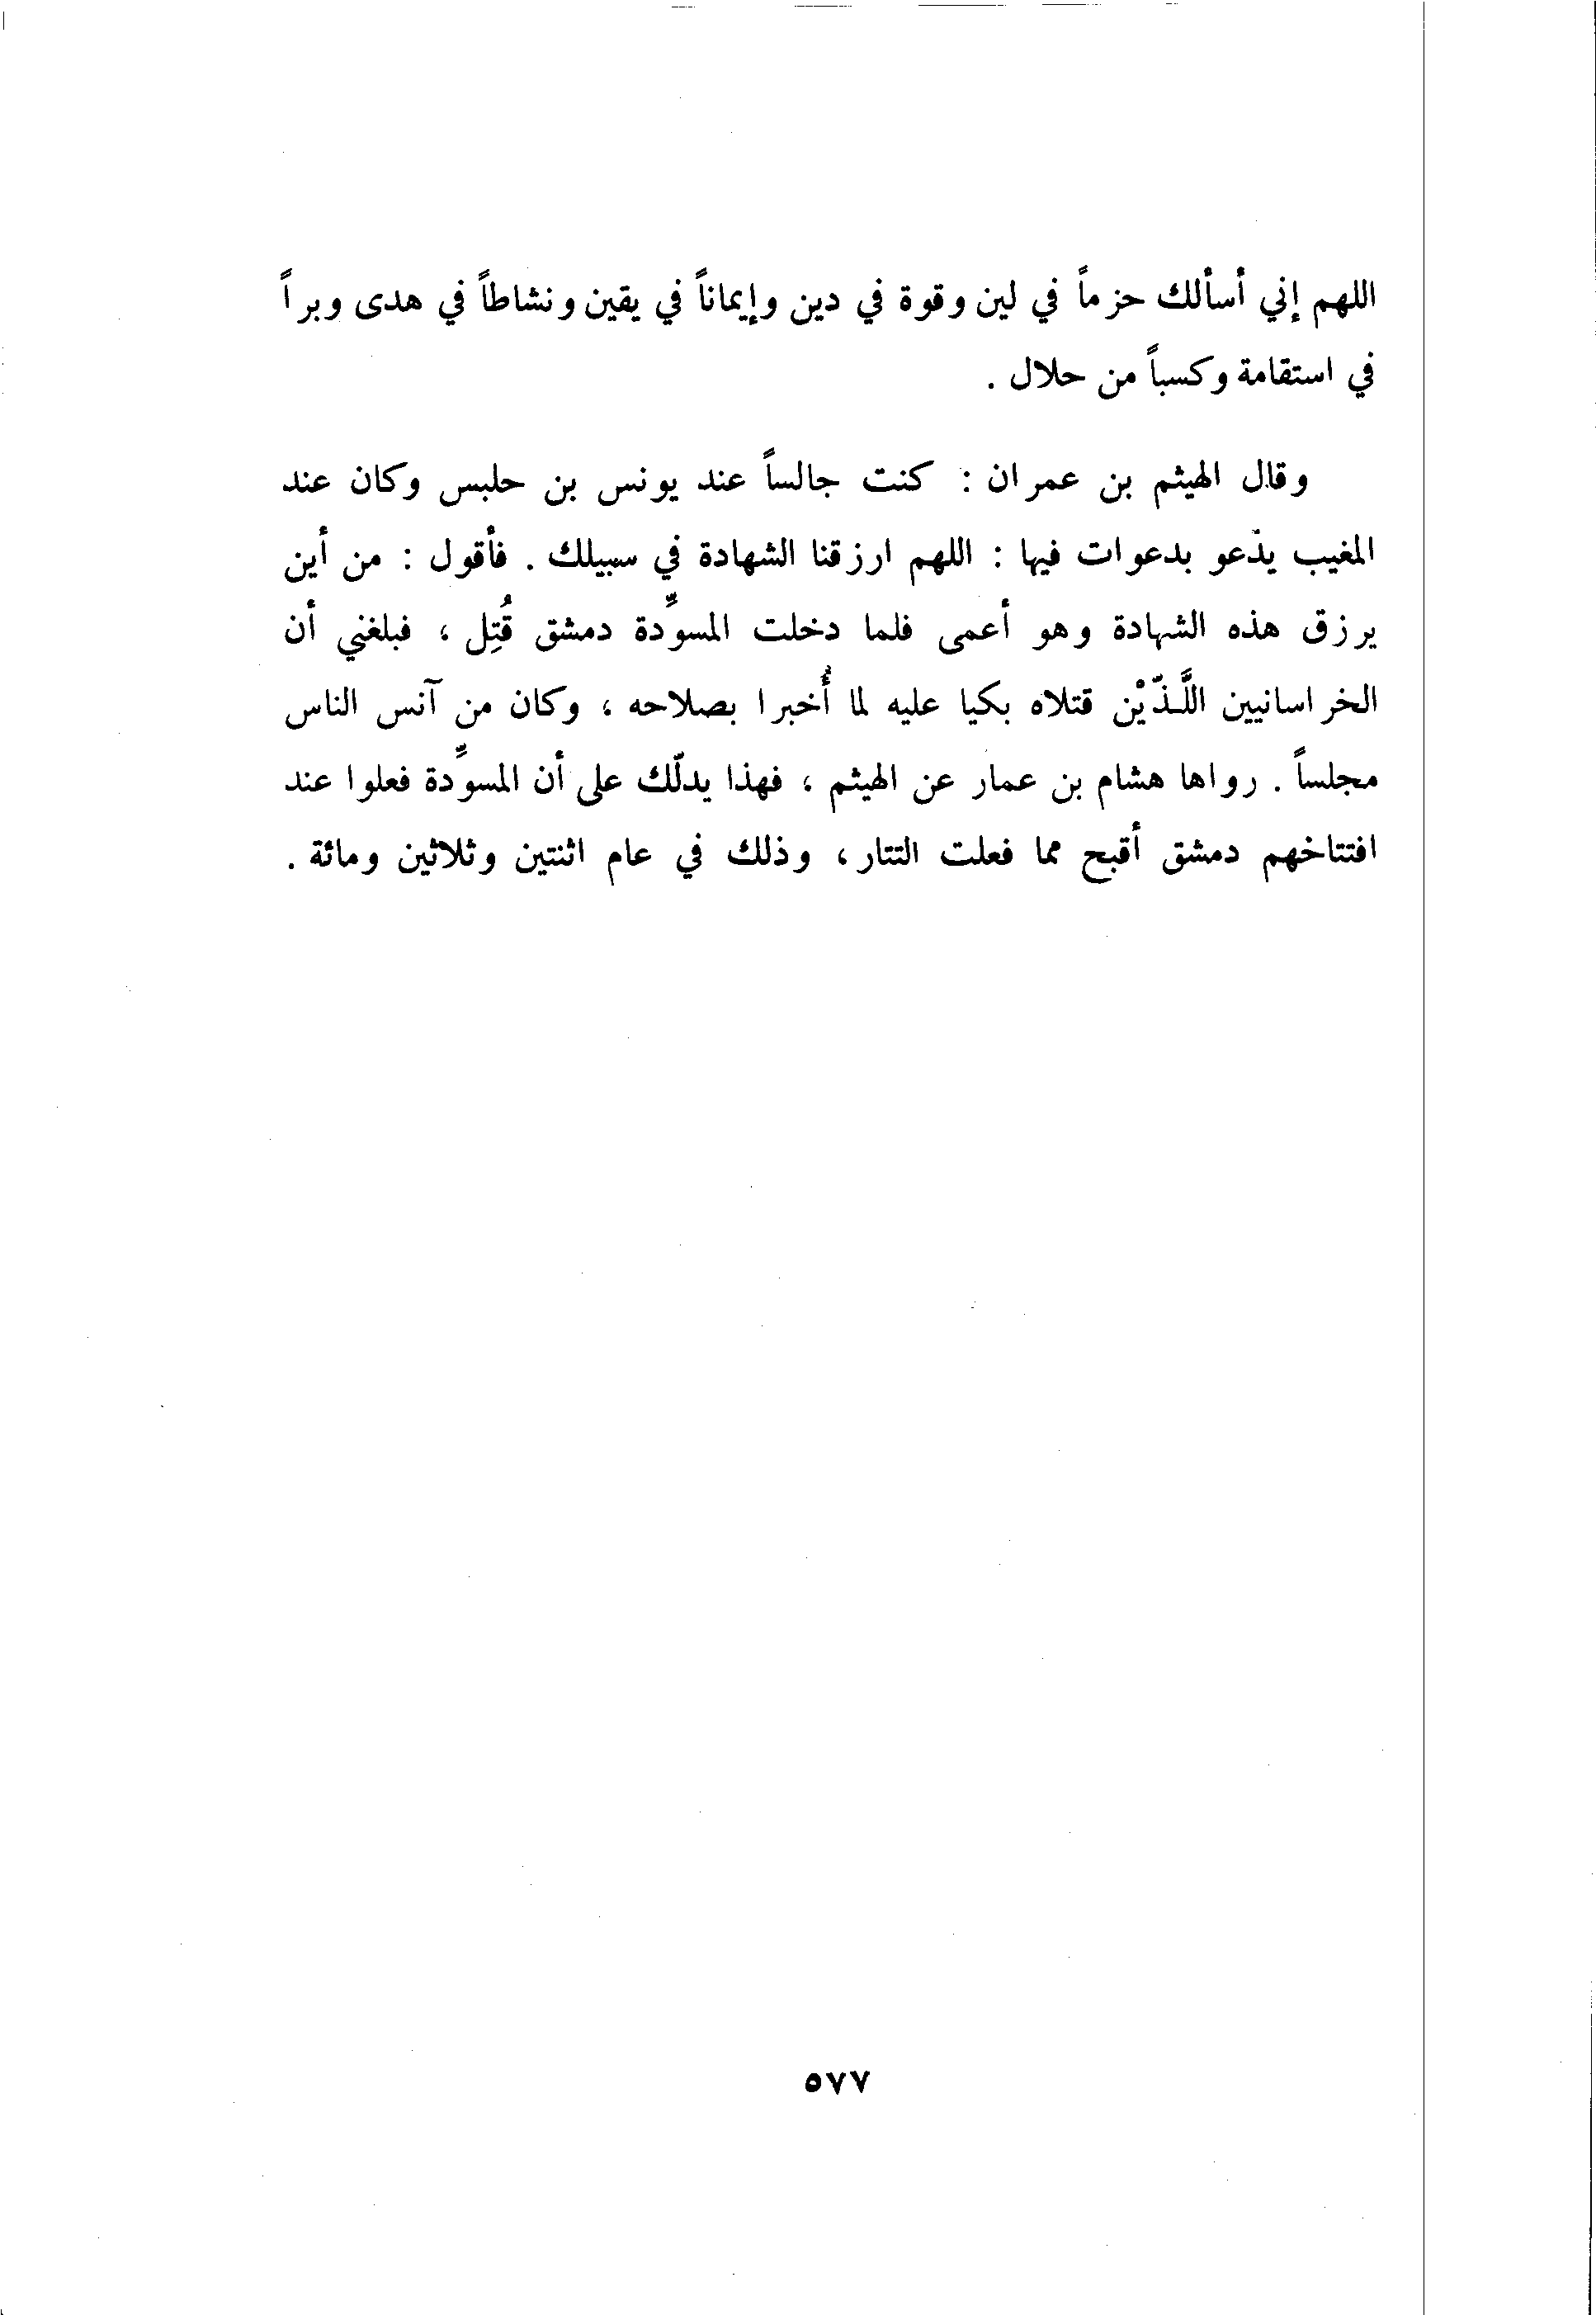 اللهم إني أسألك حزماً في لين وقوة في دين وإيماناً في يقين ونشاطاً في هدى وبراً
في استقامة وكسباً من حلال .
وقال الهيثم بن عمران : كنت جالساً عند يونس بن حلبس وكان عند
المغيب يدعو بدعوات فيها : اللهم ارزقنا الشهادة في سبيلك . فأقول : من أين
يرزق هذه الشهادة وهو أعمى فلما دخلت المسوِّدة دمشق قُتِل ، فبلغني أن
الخراسانيين اللَّذَيْن قتلاه بكيا عليه لما أُخبرا بصلاحه ، وكان من آنس الناس
مجلساً . رواها هشام بن عمار عن الهيثم ، فهذا يدلّك على أن المسوِّدة فعلوا عند
افتتاخهم دمشق أقبح مما فعلت التتار ، وذلك في عام اثنتين وثلاثين ومائة .
٥٧٧